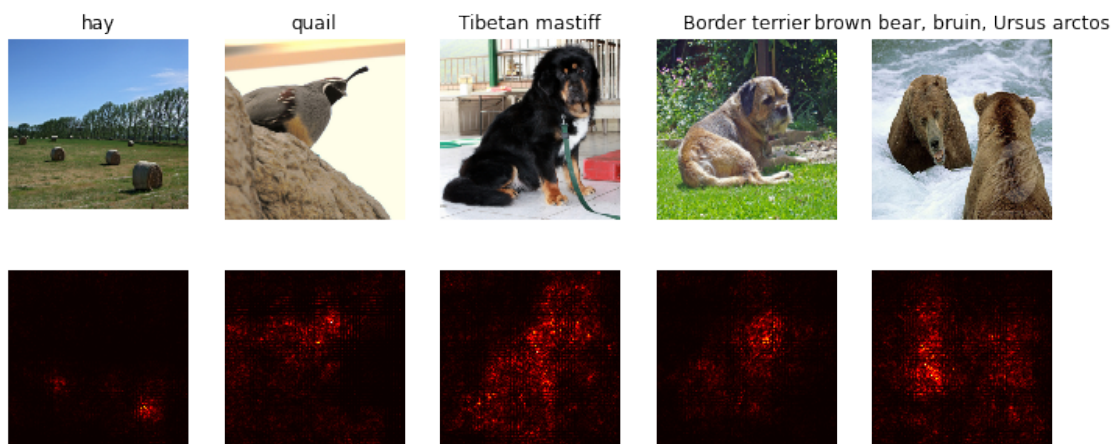 hay
quail
Tibetan mastiff
Border terrier
brown bear, bruin, Ursus arctos